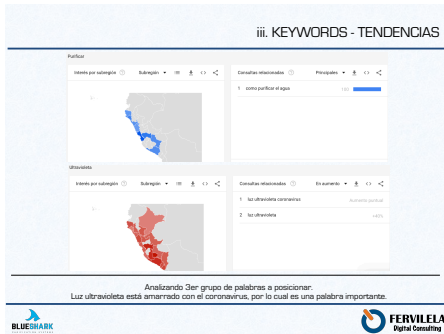 iii. KEYWORDS - TENDENCIAS
Purificar
Interés por subregión
Subregión
Consultas relacionadas
Principales
1 como purificar el agua
100
Ultravioleta
Interés por subregión
Subregión
Consultas relacionadas
En aumento
1 luz ultravioleta coronavirus
Aumento puntual
2 luz ultravioleta
Analizando 3er grupo de palabras a posicionar.
Luz ultravioleta está amarrado con el coronavirus, por lo cual es una palabra importante.
BLUESHARK
FERVILELA
Digital Consulting